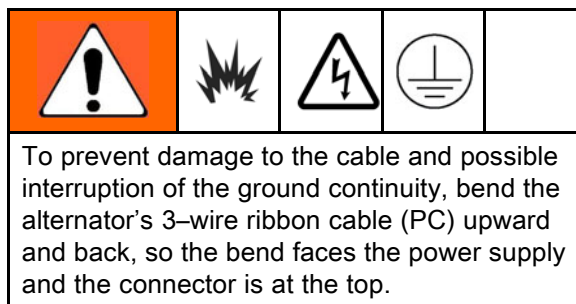 To prevent damage to the cable and possible
interruption of the ground continuity, bend the
alternator's 3–wire ribbon cable (PC) upward
and back, so the bend faces the power supply
and the connector is at the top.